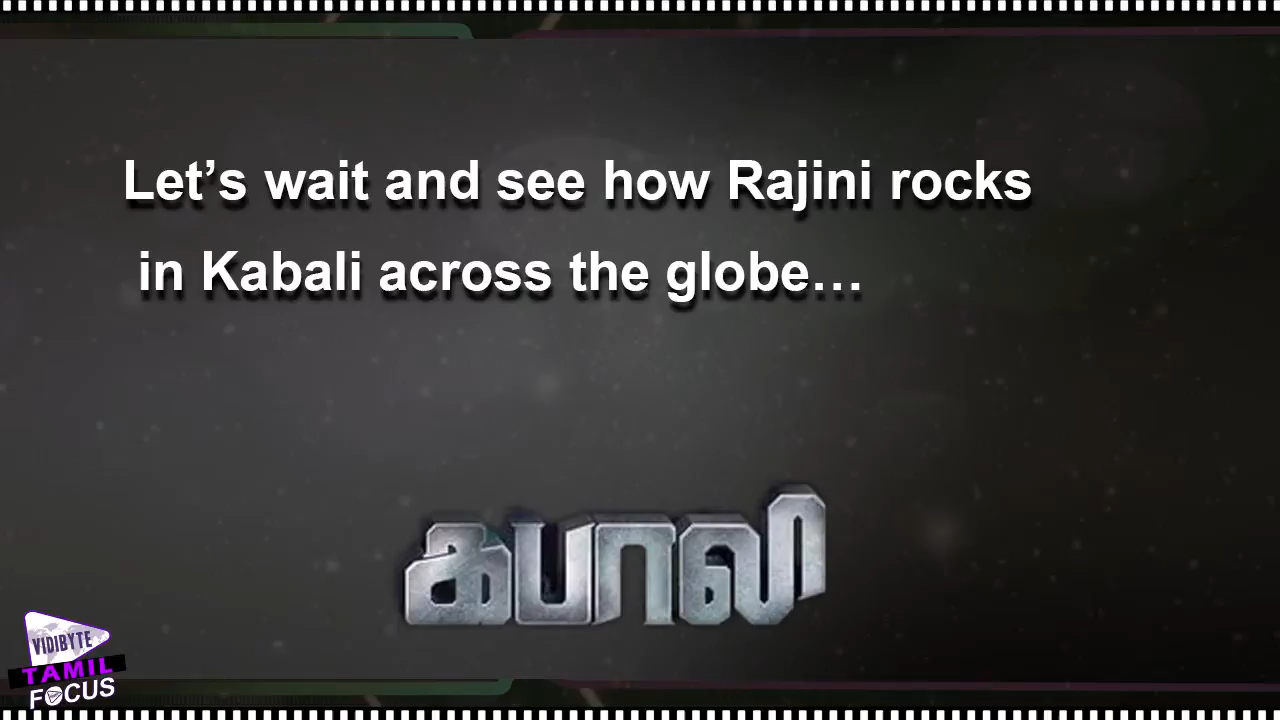 Let’s wait and see how Rajini rocks
in Kabali across the globe…
கபாலி
VIDIBYTE
TAMIL
FOCUS